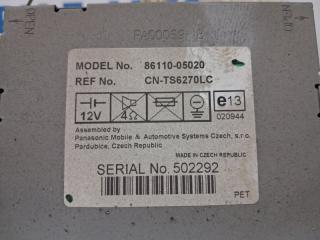 OPEN
MODEL No. 86110-05020
REF No. CN-TS6270LC
12V
4Ω
e13
020944
Assembled by
Panasonic Mobile & Automotive Systems Czech, s.r.o.
Pardubice, Czech Republic
MADE IN CZECH REPUBLIC
SERIAL No. 502292
PET